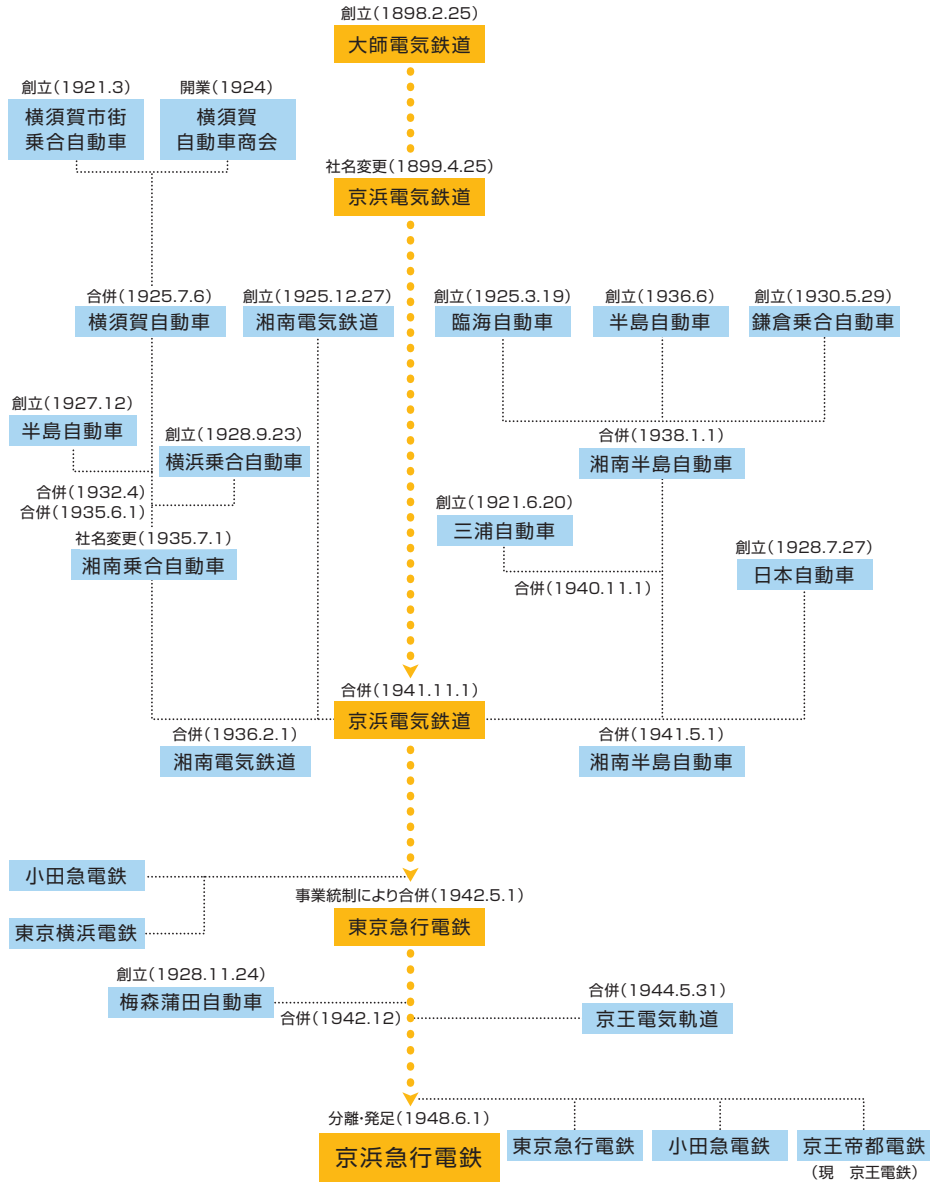 創立(1898.2.25)
大師電気鉄道
創立(1921.3)
横須賀市街
乗合自動車
開業(1924)
横須賀
自動車商会
社名変更(1899.4.25)
京浜電気鉄道
合併(1925.7.6)
横須賀自動車
創立(1925.12.27)
湘南電気鉄道
創立(1925.3.19)
臨海自動車
創立(1936.6)
半島自動車
創立(1930.5.29)
鎌倉乗合自動車
創立(1927.12)
半島自動車
創立(1928.9.23)
横浜乗合自動車
合併(1932.4)
合併(1935.6.1)
社名変更(1935.7.1)
湘南乗合自動車
合併(1938.1.1)
湘南半島自動車
創立(1921.6.20)
三浦自動車
合併(1940.11.1)
創立(1928.7.27)
日本自動車
合併(1941.11.1)
京浜電気鉄道
合併(1936.2.1)
湘南電気鉄道
合併(1941.5.1)
湘南半島自動車
小田急電鉄
東京横浜電鉄
事業統制により合併(1942.5.1)
東京急行電鉄
創立(1928.11.24)
梅森蒲田自動車
合併(1942.12)
合併(1944.5.31)
京王電気軌道
分離・発足(1948.6.1)
京浜急行電鉄
東京急行電鉄
小田急電鉄
京王帝都電鉄
(現　京王電鉄)